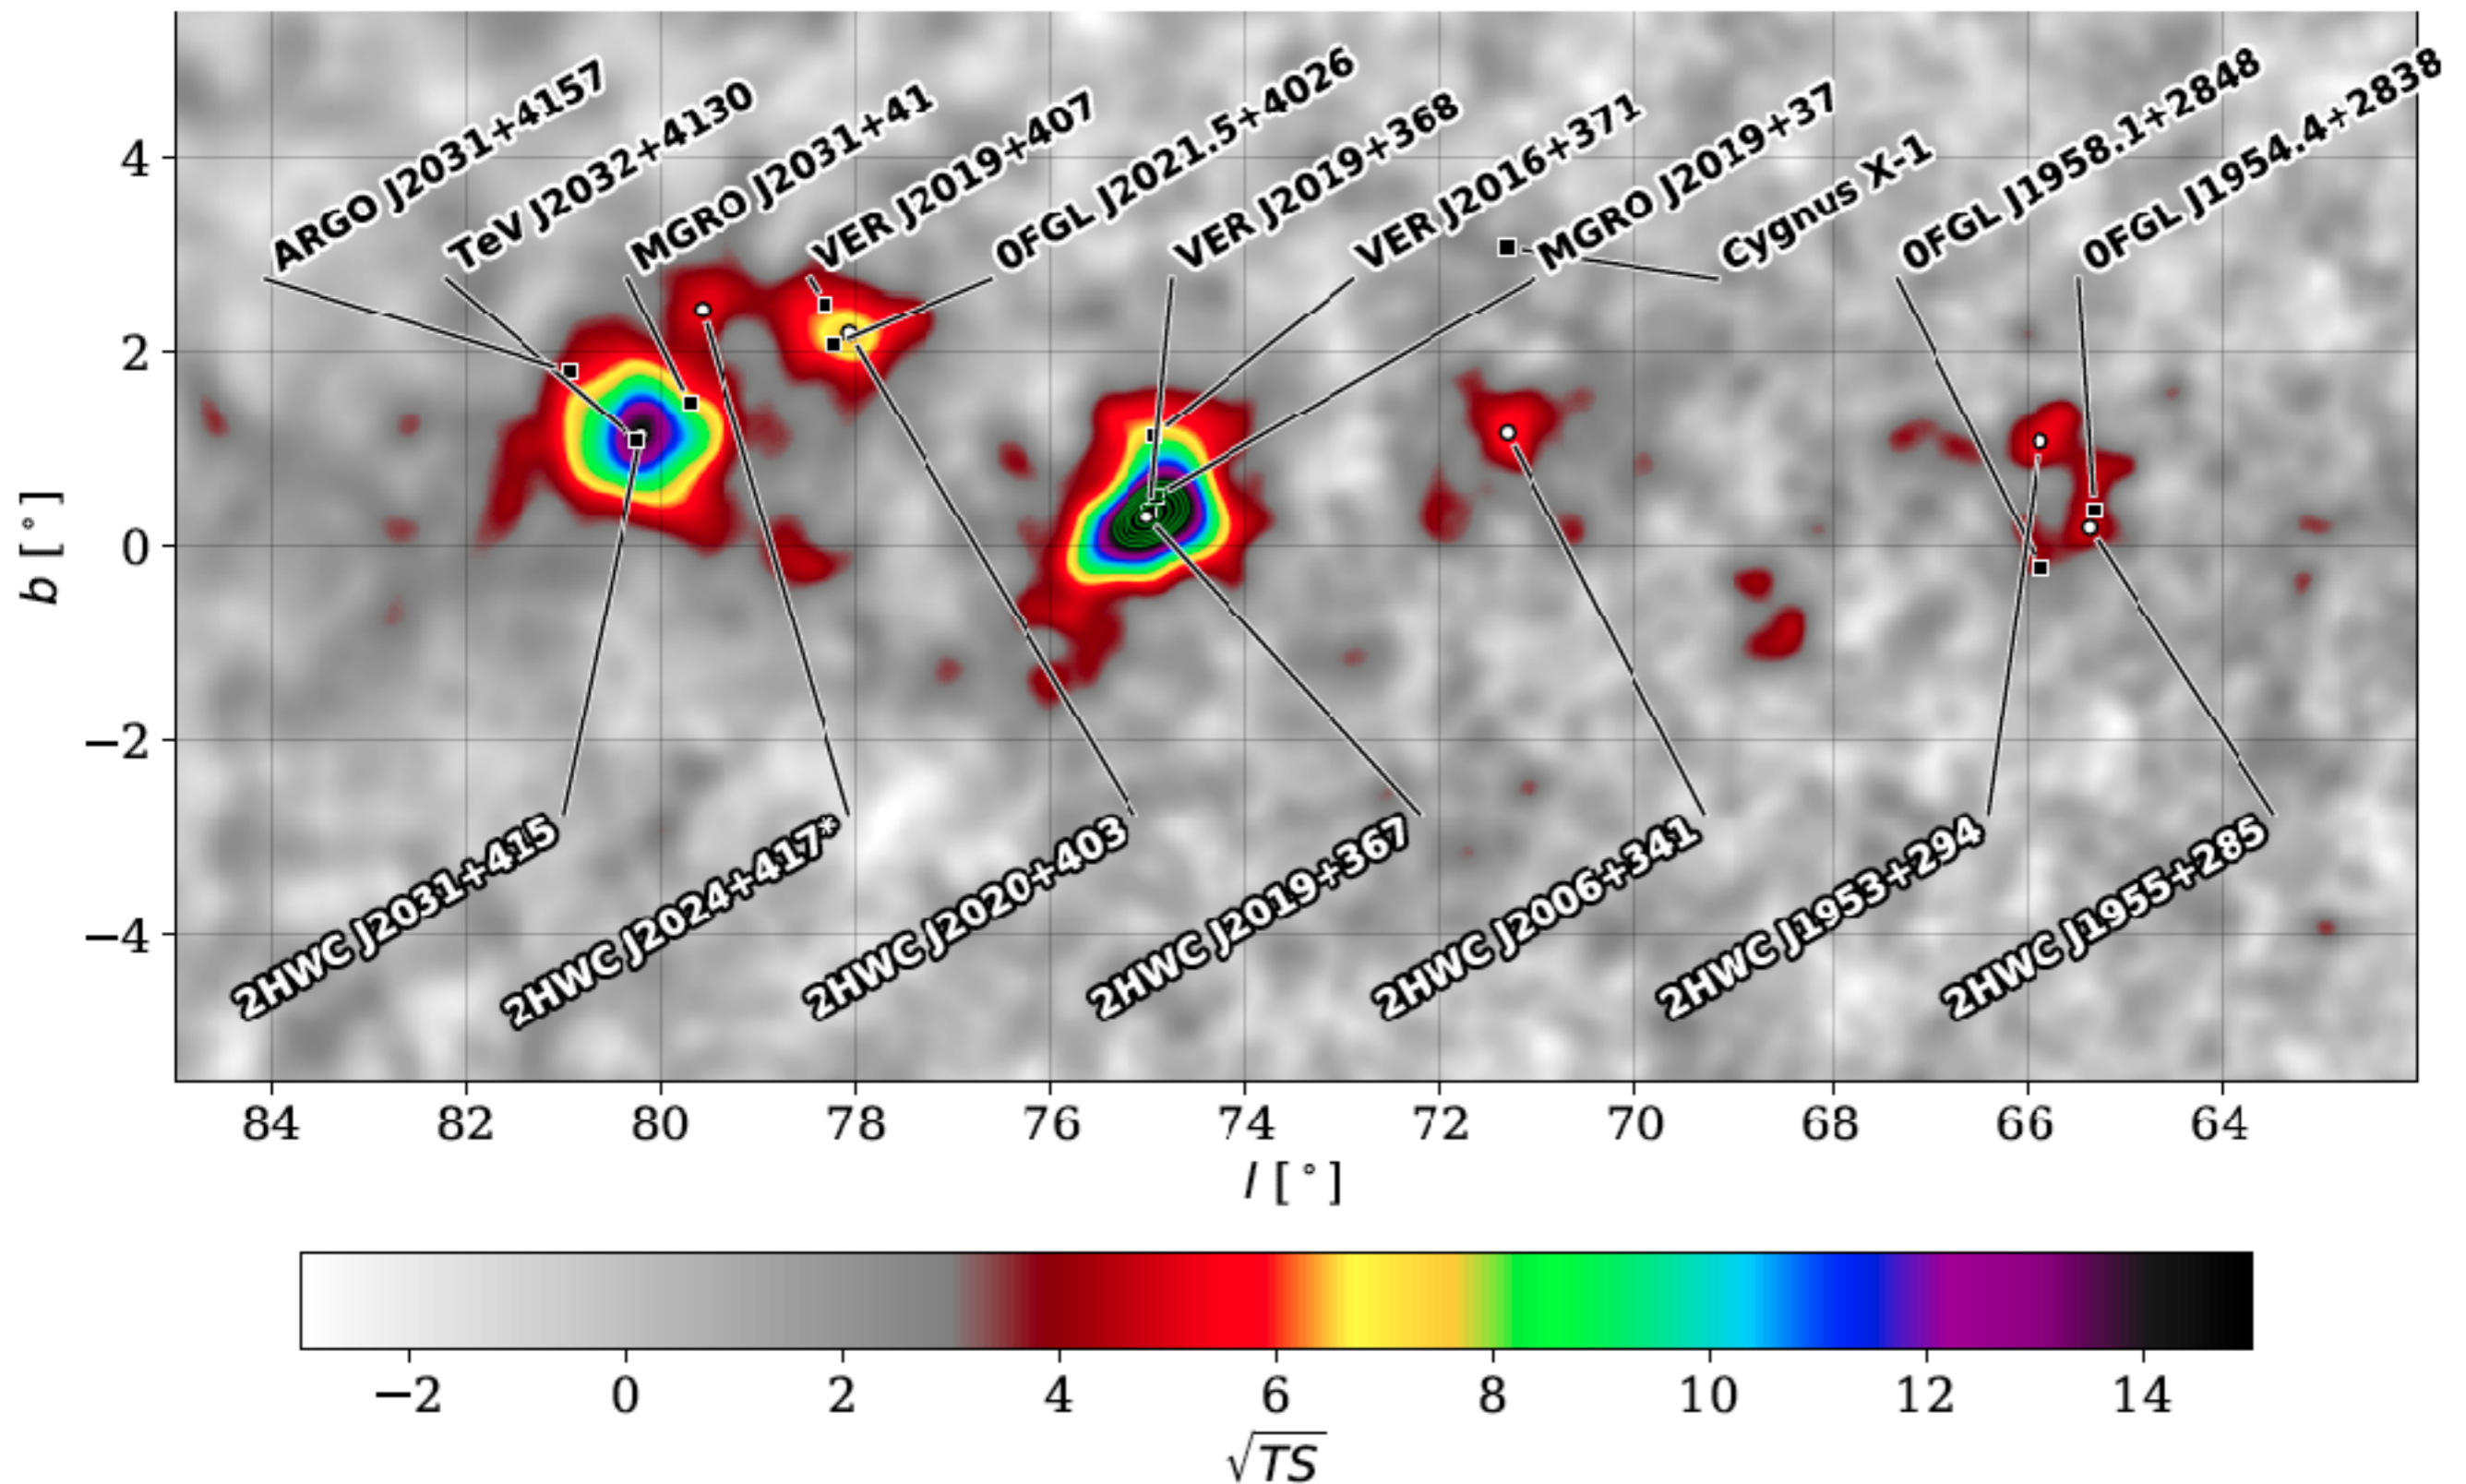 ARGO J2031+4157
TeV J2032+4130
MGRO J2031+41
VER J2019+407
0FGL J2021.5+4026
VER J2019+368
VER J2016+371
MGRO J2019+37
Cygnus X-1
0FGL J1958.1+2848
0FGL J1954.4+2838
4
2
0
−2
−4
b [°]
2HWC J2031+415
2HWC J2024+417*
2HWC J2020+403
2HWC J2019+367
2HWC J2006+341
2HWC J1953+294
2HWC J1955+285
84 82 80 78 76 74 72 70 68 66 64
l [°]
−2 0 2 4 6 8 10 12 14
√TS